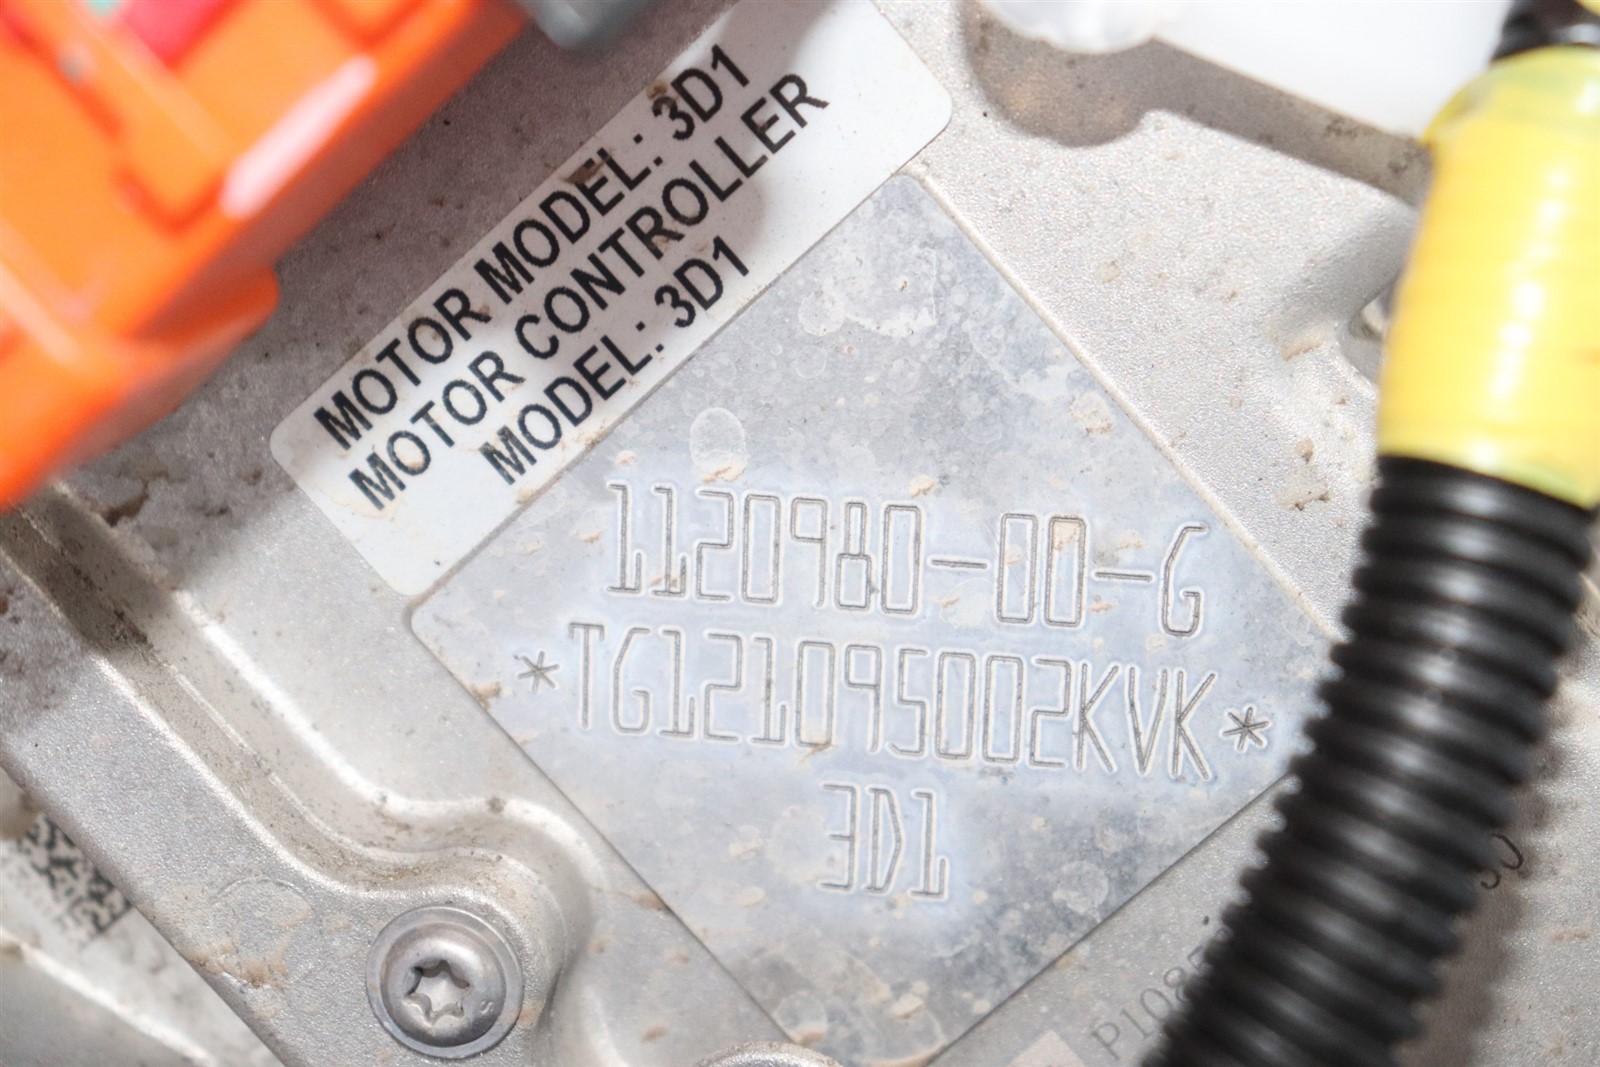 MOTOR MODEL: 3D1
MOTOR CONTROLLER
MODEL: 3D1
1120980-00-G
*TG121095002KVK*
3D1